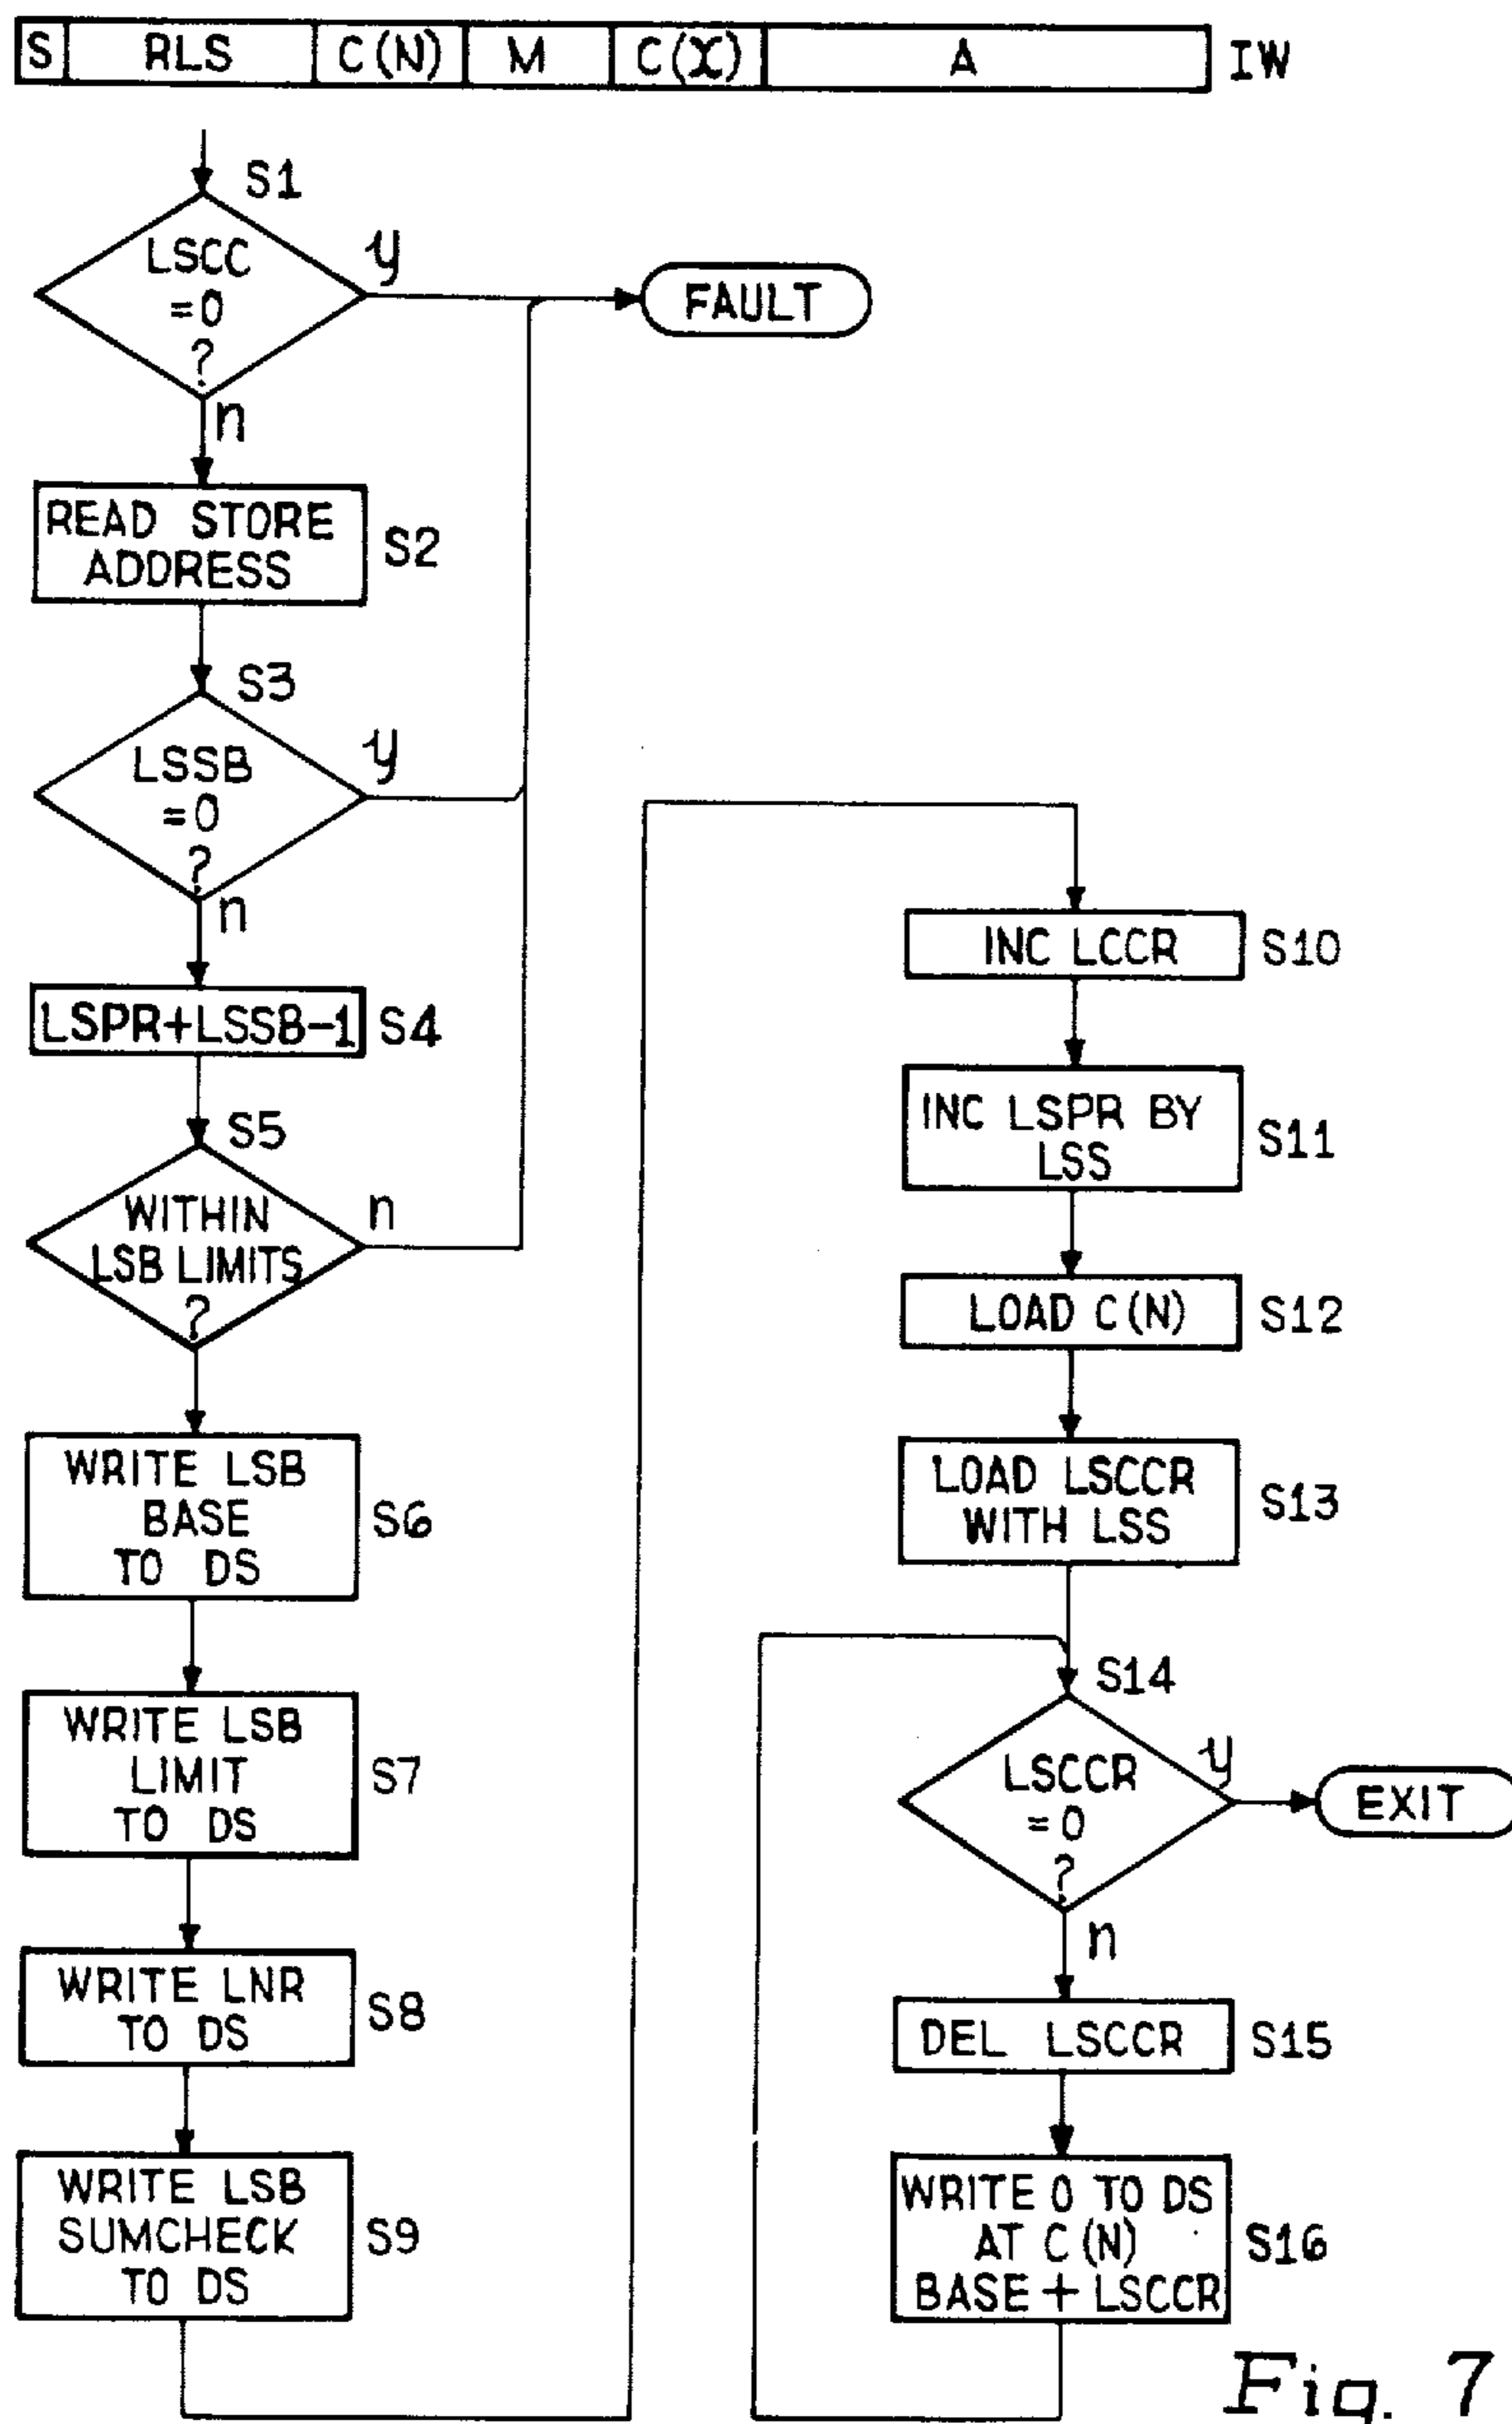 S RLS C(N) M C(X) A IW
S1
LSCC
=0
?
y
FAULT
n
READ STORE
ADDRESS
S2
S3
LSSB
=0
?
y
n
LSPR+LSSB-1
S4
S5
WITHIN
LSB LIMITS
?
n
WRITE LSB
BASE
TO DS
S6
WRITE LSB
LIMIT
TO DS
S7
WRITE LNR
TO DS
S8
WRITE LSB
SUMCHECK
TO DS
S9
INC LCCR
S10
INC LSPR BY
LSS
S11
LOAD C(N)
S12
LOAD LSCCR
WITH LSS
S13
S14
LSCCR
=0
?
y
EXIT
n
DEL LSCCR
S15
WRITE 0 TO DS
AT C(N)
BASE + LSCCR
S16
Fig. 7